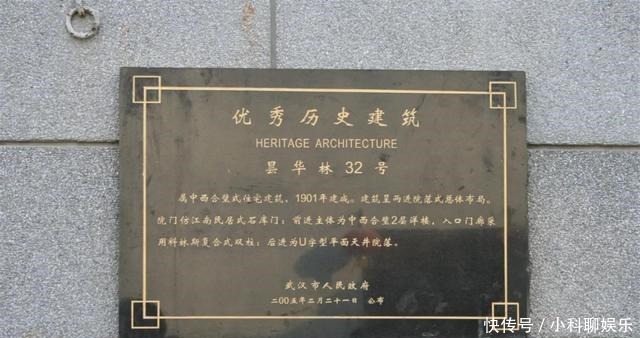 优秀历史建筑
HERITAGE ARCHITECTURE
昙华林32号
属中西合璧式住宅建筑，1901年建成。建筑呈两进院落式总体布局。
院门仿江南民居式石库门；前进主体为中西合璧2层洋楼，入口门廊采
用科林斯复合式双柱；后进为U字型平面天井院落。
武汉市人民政府
二00五年二月二十一日 公布
快传号／小科聊娱乐